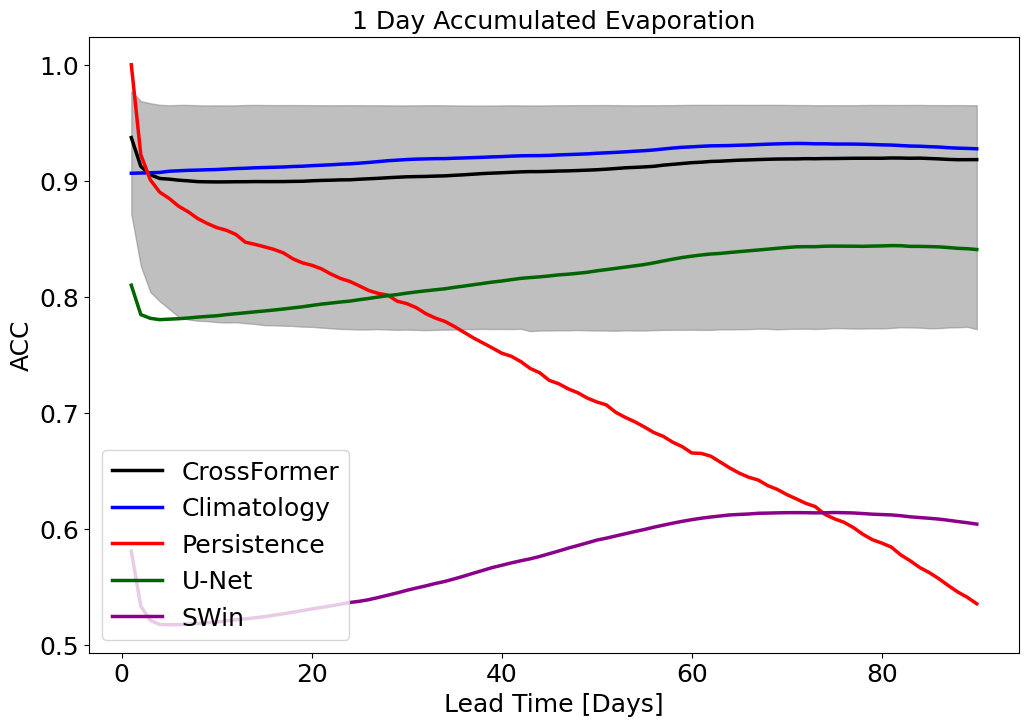 1 Day Accumulated Evaporation
ACC
1.0
0.9
0.8
0.7
0.6
0.5
CrossFormer
Climatology
Persistence
U-Net
SWin
0 20 40 60 80
Lead Time [Days]